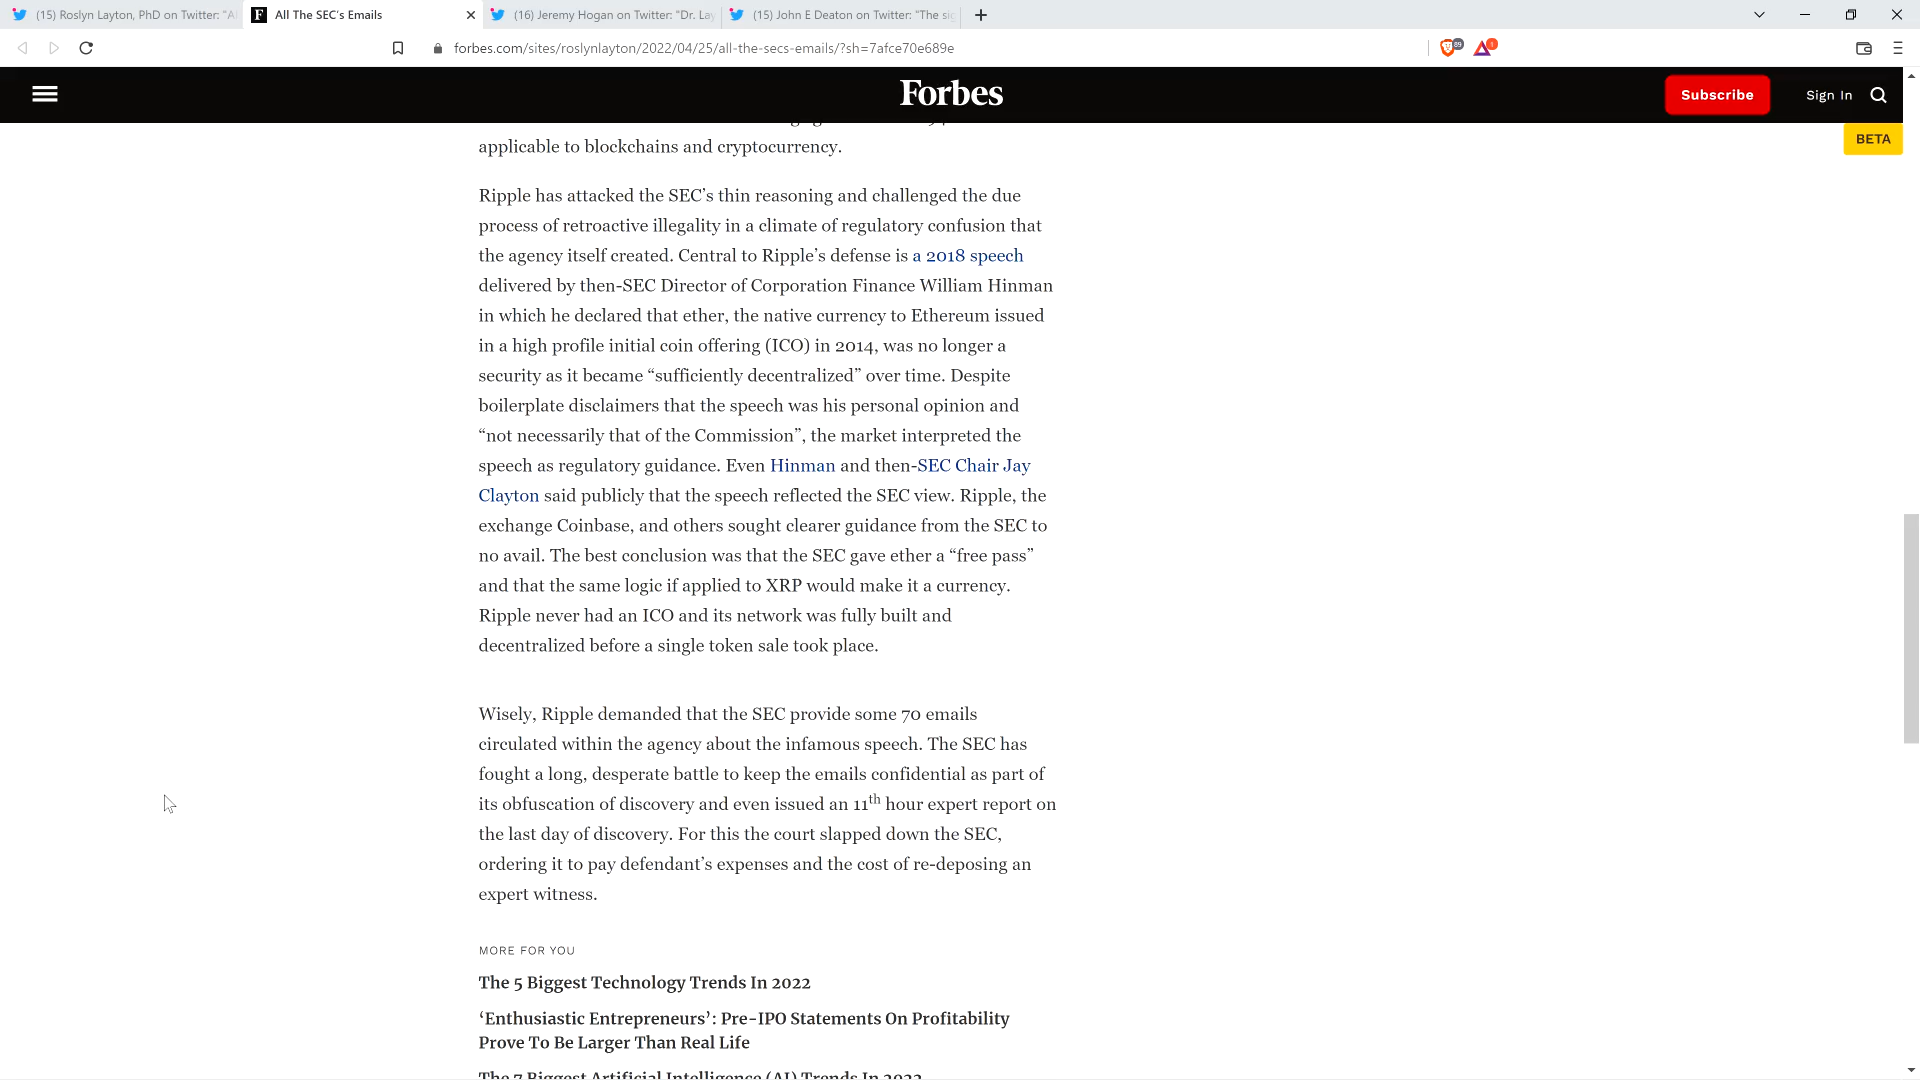 (15) Roslyn Layton, PhD on Twitter: "A
All The SEC's Emails
(16) Jeremy Hogan on Twitter: "Dr. Lay
(15) John E Deaton on Twitter: "The si
forbes.com/sites/roslynlayton/2022/04/25/all-the-secs-emails/?sh=7afce70e689e
89
1
Forbes
Subscribe
Sign In
BETA
applicable to blockchains and cryptocurrency.
Ripple has attacked the SEC’s thin reasoning and challenged the due
process of retroactive illegality in a climate of regulatory confusion that
the agency itself created. Central to Ripple’s defense is a 2018 speech
delivered by then-SEC Director of Corporation Finance William Hinman
in which he declared that ether, the native currency to Ethereum issued
in a high profile initial coin offering (ICO) in 2014, was no longer a
security as it became “sufficiently decentralized” over time. Despite
boilerplate disclaimers that the speech was his personal opinion and
“not necessarily that of the Commission”, the market interpreted the
speech as regulatory guidance. Even Hinman and then-SEC Chair Jay
Clayton said publicly that the speech reflected the SEC view. Ripple, the
exchange Coinbase, and others sought clearer guidance from the SEC to
no avail. The best conclusion was that the SEC gave ether a “free pass”
and that the same logic if applied to XRP would make it a currency.
Ripple never had an ICO and its network was fully built and
decentralized before a single token sale took place.
Wisely, Ripple demanded that the SEC provide some 70 emails
circulated within the agency about the infamous speech. The SEC has
fought a long, desperate battle to keep the emails confidential as part of
its obfuscation of discovery and even issued an 11th hour expert report on
the last day of discovery. For this the court slapped down the SEC,
ordering it to pay defendant’s expenses and the cost of re-deposing an
expert witness.
MORE FOR YOU
The 5 Biggest Technology Trends In 2022
‘Enthusiastic Entrepreneurs’: Pre-IPO Statements On Profitability
Prove To Be Larger Than Real Life
The 7 Biggest Artificial Intelligence (AI) Trends In 2022